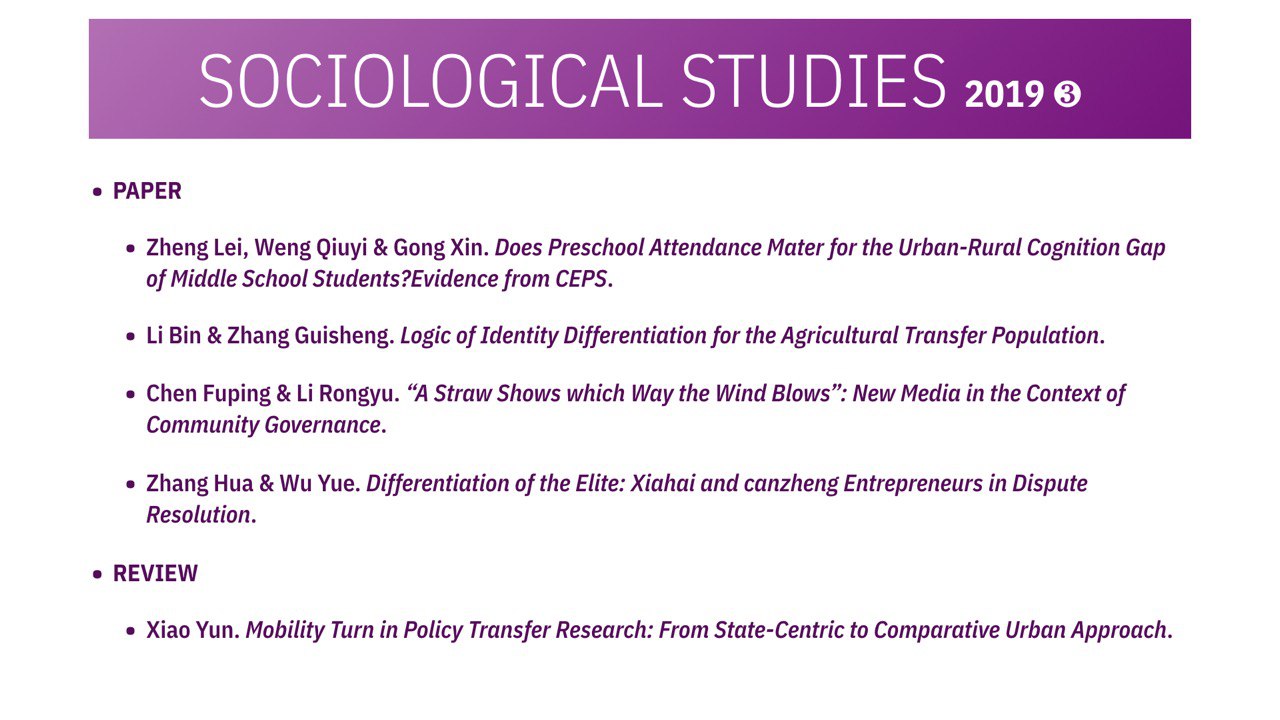 SOCIOLOGICAL STUDIES 2019 ❸
• PAPER
• Zheng Lei, Weng Qiuyi & Gong Xin. Does Preschool Attendance Mater for the Urban-Rural Cognition Gap
of Middle School Students?Evidence from CEPS.
• Li Bin & Zhang Guisheng. Logic of Identity Differentiation for the Agricultural Transfer Population.
• Chen Fuping & Li Rongyu. “A Straw Shows which Way the Wind Blows”: New Media in the Context of
Community Governance.
• Zhang Hua & Wu Yue. Differentiation of the Elite: Xiahai and canzheng Entrepreneurs in Dispute
Resolution.
• REVIEW
• Xiao Yun. Mobility Turn in Policy Transfer Research: From State-Centric to Comparative Urban Approach.